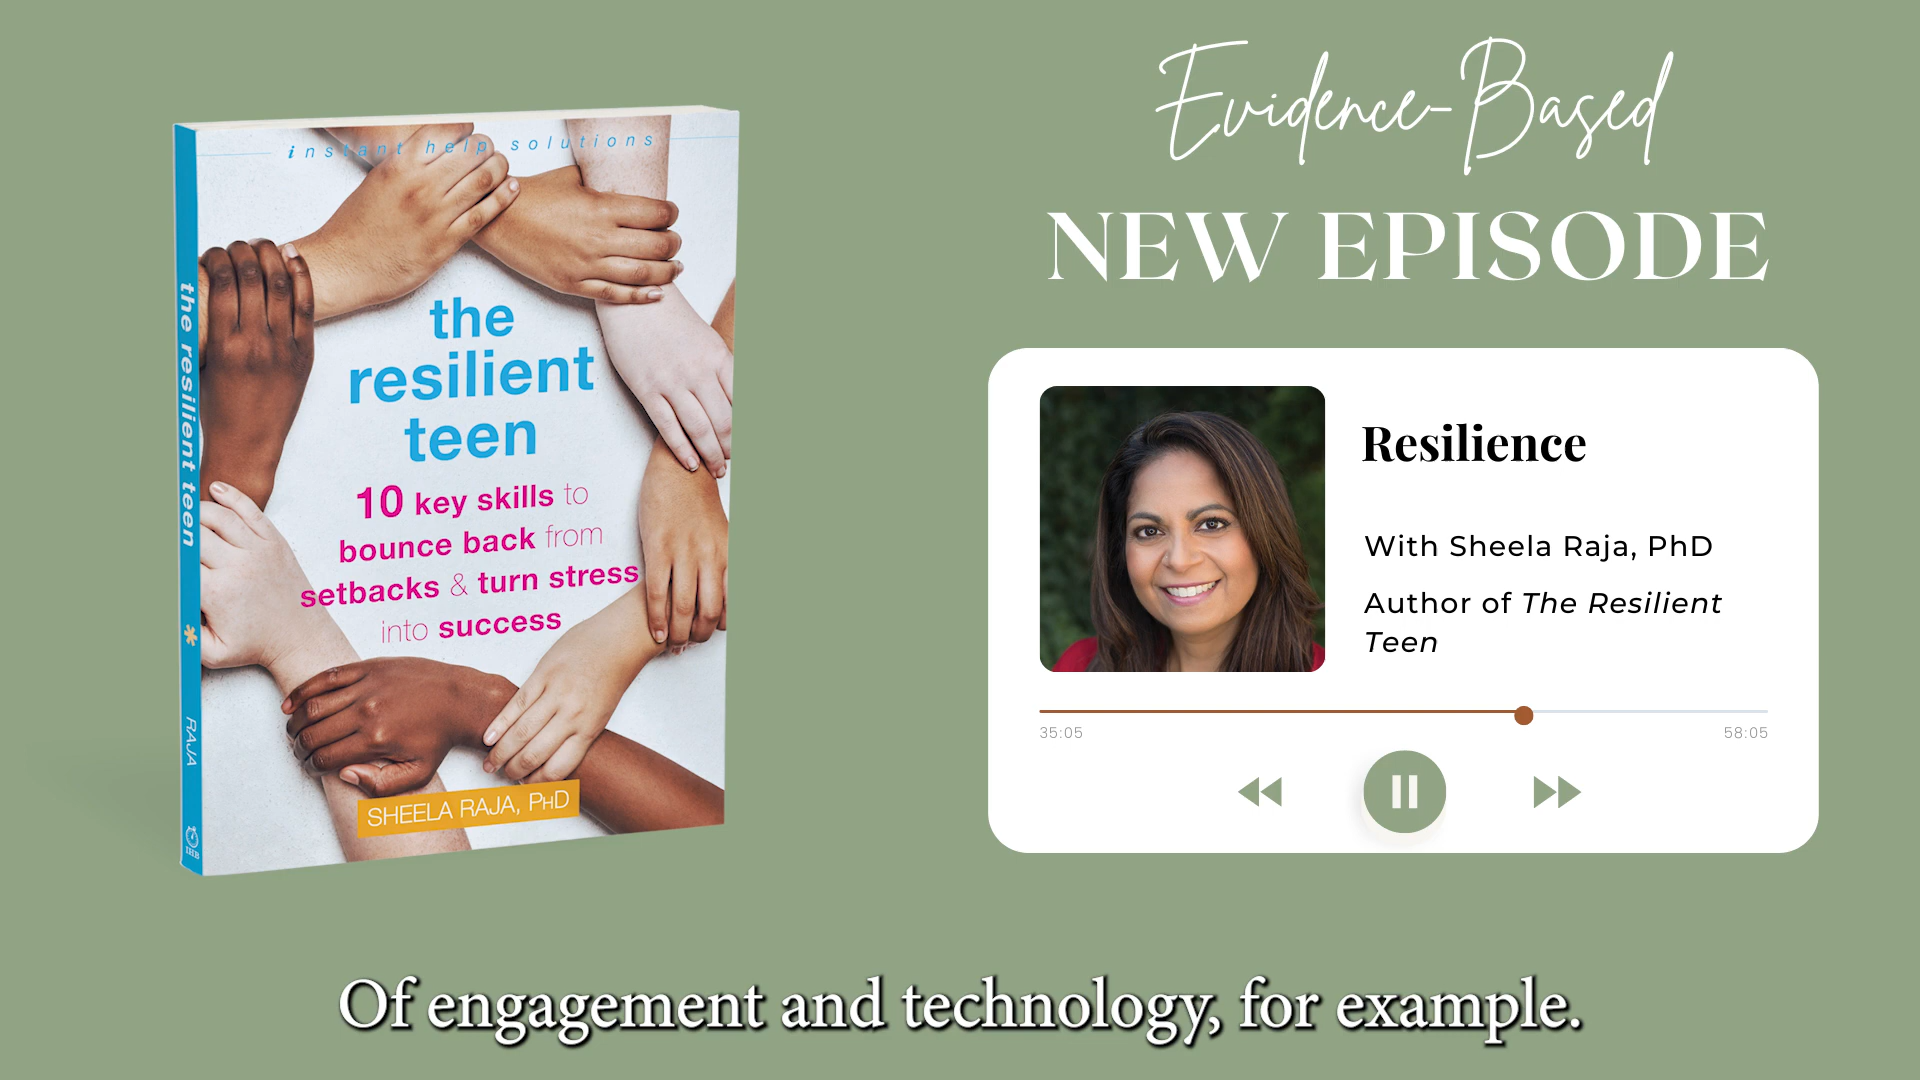 instant help solutions
the
resilient
teen
10 key skills to
bounce back from
setbacks & turn stress
into success
SHEELA RAJA, PHD
the resilient teen
RAJA
IHB
Evidence-Based
NEW EPISODE
Resilience
With Sheela Raja, PhD
Author of The Resilient
Teen
35:05
58:05
Of engagement and technology, for example.